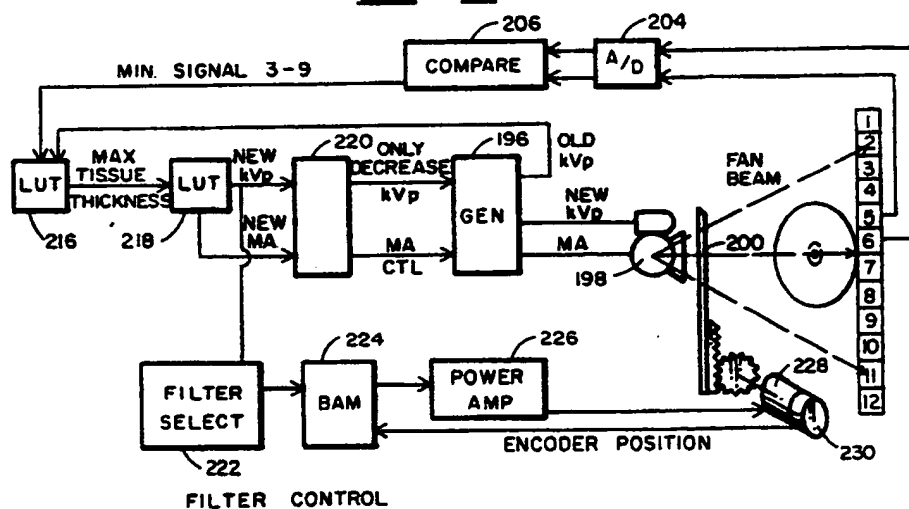 206
204
COMPARE
A/D
MIN. SIGNAL 3-9
220
ONLY
DECREASE
kVp
196
OLD
kVp
LUT
MAX
TISSUE
THICKNESS
LUT
NEW
kVp
NEW
MA
216
218
MA
CTL
GEN
NEW
kVp
MA
198
200
FAN
BEAM
1
2
3
4
5
6
7
8
9
10
11
12
224
226
228
FILTER
SELECT
BAM
POWER
AMP
ENCODER POSITION
230
222
FILTER CONTROL